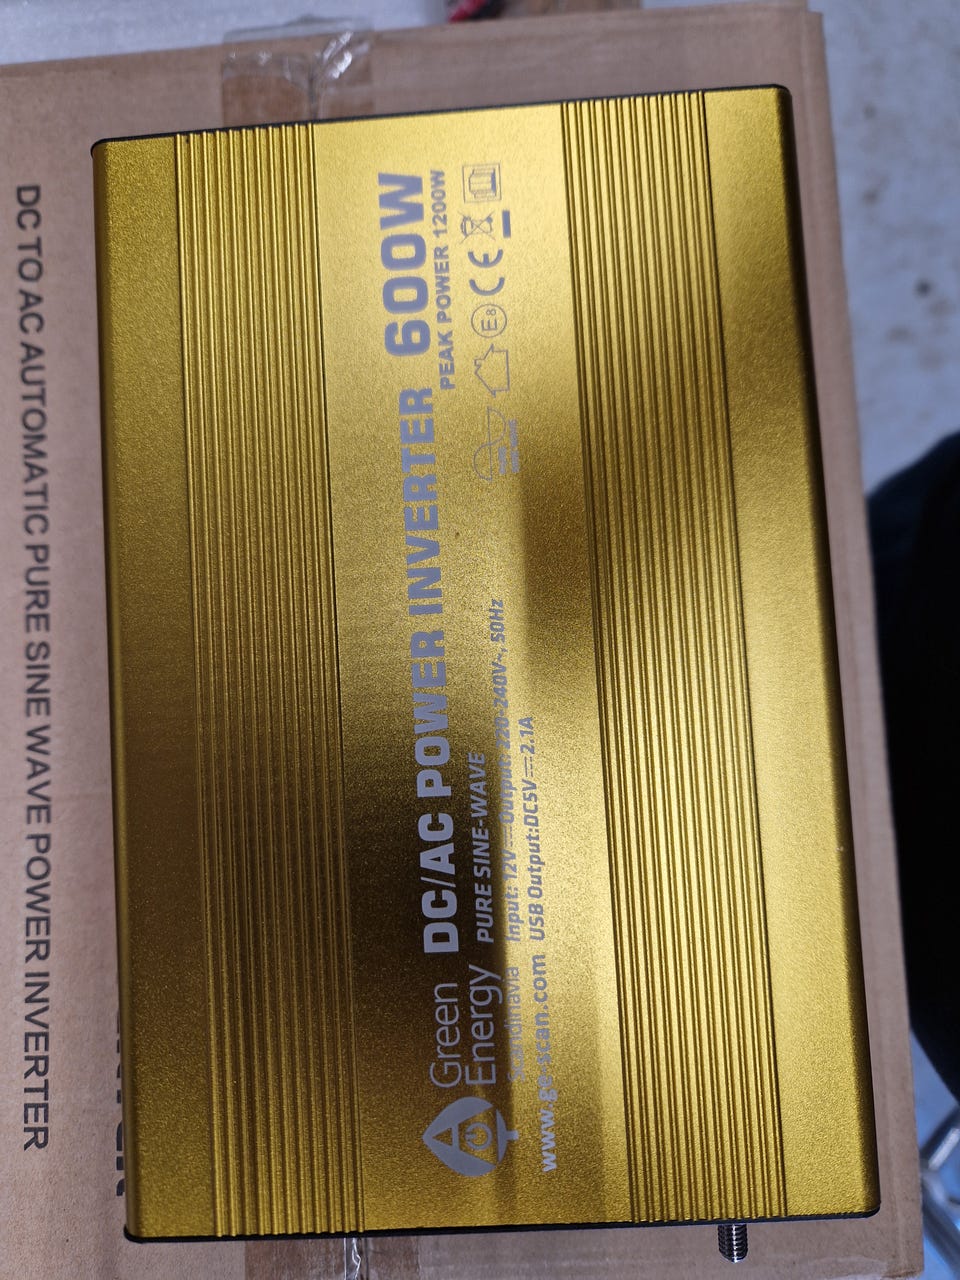 Green
Energy
Scandinavia
www.ge-scan.com
DC/AC POWER INVERTER 600W
PEAK POWER 1200W
PURE SINE-WAVE
Input: 12V⎓ Output: 220-240V~, 50Hz
USB Output:DC5V⎓2.1A
E8
CE
DC TO AC AUTOMATIC PURE SINE WAVE POWER INVERTER